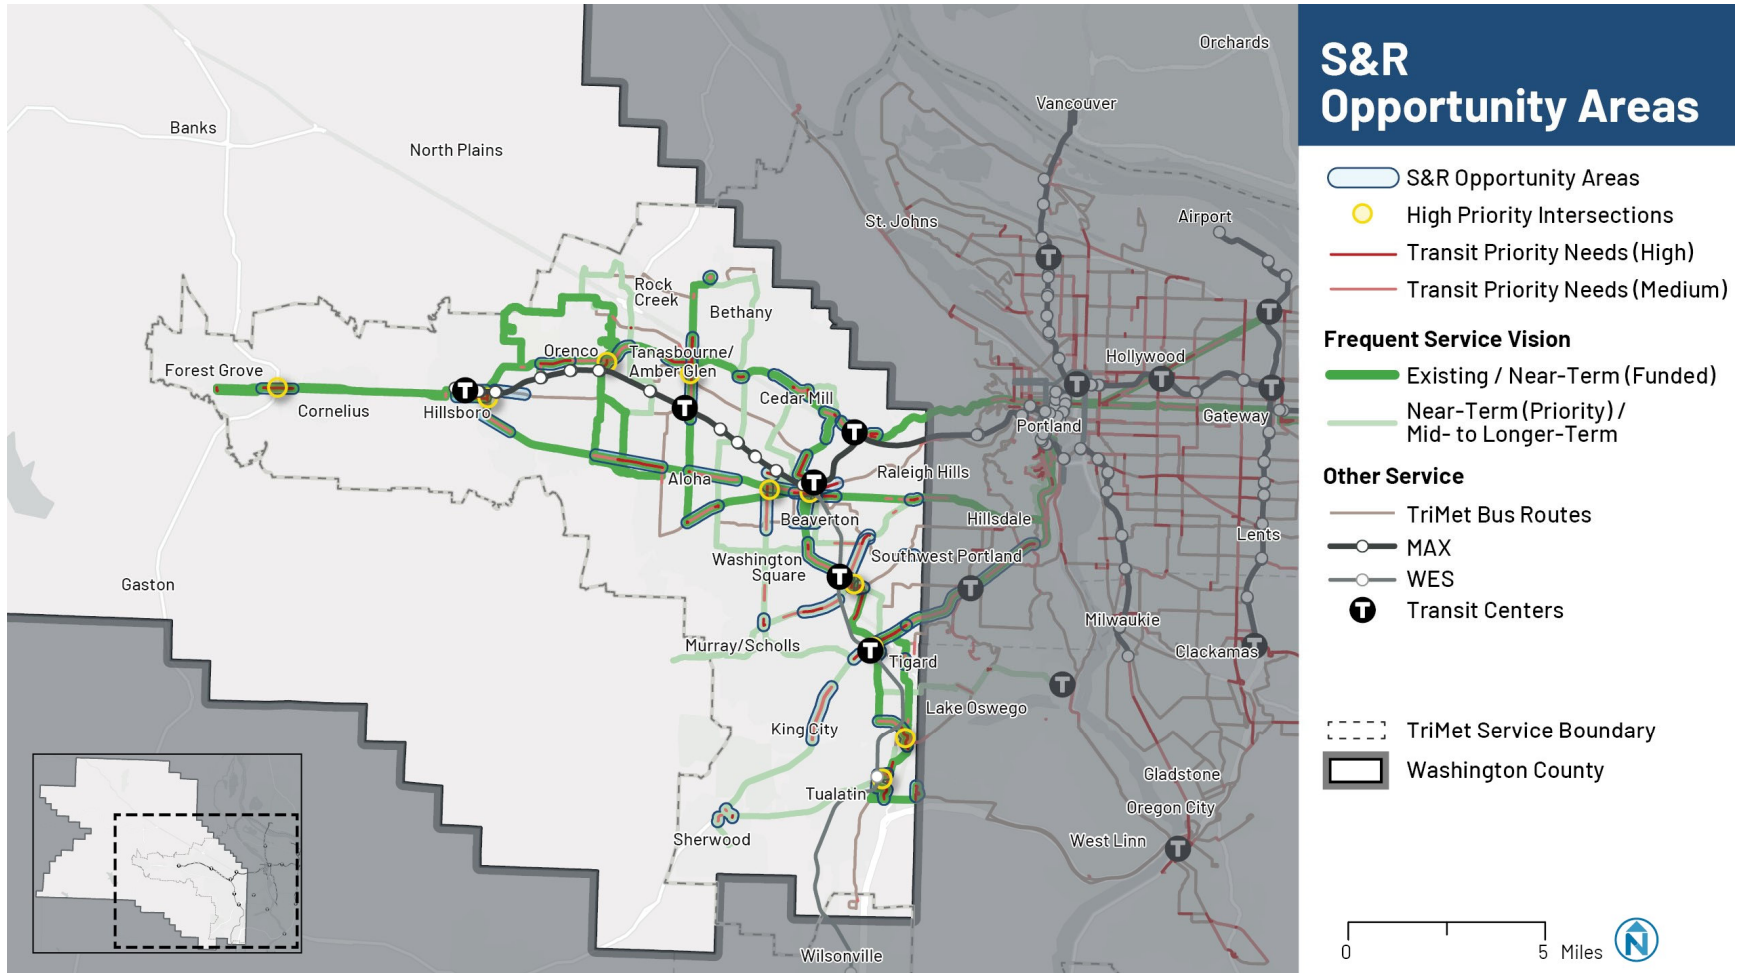 S&R
Opportunity Areas
S&R Opportunity Areas
High Priority Intersections
Transit Priority Needs (High)
Transit Priority Needs (Medium)
Frequent Service Vision
Existing / Near-Term (Funded)
Near-Term (Priority) /
Mid- to Longer-Term
Other Service
TriMet Bus Routes
MAX
WES
T Transit Centers
TriMet Service Boundary
Washington County
0 5 Miles
N
Orchards
Vancouver
Banks
North Plains
St. Johns
Airport
T
T
Rock
Creek
Bethany
Hollywood
Orenco
Tanasbourne/
Amber Glen
Forest Grove
T
T
T
T
Cedar Mill
Cornelius
Hillsboro
T
T
Gateway
Portland
Raleigh Hills
Aloha
T
Beaverton
Hillsdale
Lents
Washington
Square
Southwest Portland
Gaston
T
T
Milwaukie
Murray/Scholls
T
Tigard
Clackamas
T
T
Lake Oswego
King City
Gladstone
Tualatin
Oregon City
Sherwood
West Linn
T
Wilsonville